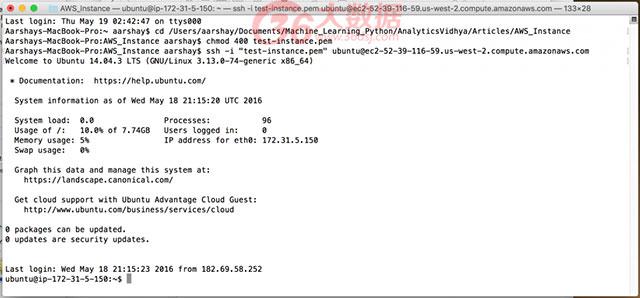 AWS_Instance — ubuntu@ip-172-31-5-150: ~ — ssh -i test-instance.pem ubuntu@ec2-52-39-116-59.us-west-2.compute.amazonaws.com — 133×28
36大数据
Last login: Thu May 19 02:42:47 on ttys000
Aarshays-MacBook-Pro:~ aarshay$ cd /Users/aarshay/Documents/Machine_Learning_Python/AnalyticsVidhya/Articles/AWS_Instance
Aarshays-MacBook-Pro:AWS_Instance aarshay$ chmod 400 test-instance.pem
Aarshays-MacBook-Pro:AWS_Instance aarshay$ ssh -i "test-instance.pem" ubuntu@ec2-52-39-116-59.us-west-2.compute.amazonaws.com
Welcome to Ubuntu 14.04.3 LTS (GNU/Linux 3.13.0-74-generic x86_64)
* Documentation: https://help.ubuntu.com/
System information as of Wed May 18 21:15:20 UTC 2016
System load: 0.0 Processes: 96
Usage of /: 10.0% of 7.74GB Users logged in: 0
Memory usage: 5% IP address for eth0: 172.31.5.150
Swap usage: 0%
Graph this data and manage this system at:
https://landscape.canonical.com/
Get cloud support with Ubuntu Advantage Cloud Guest:
http://www.ubuntu.com/business/services/cloud
0 packages can be updated.
0 updates are security updates.
Last login: Wed May 18 21:15:23 2016 from 182.69.58.252
ubuntu@ip-172-31-5-150:~$